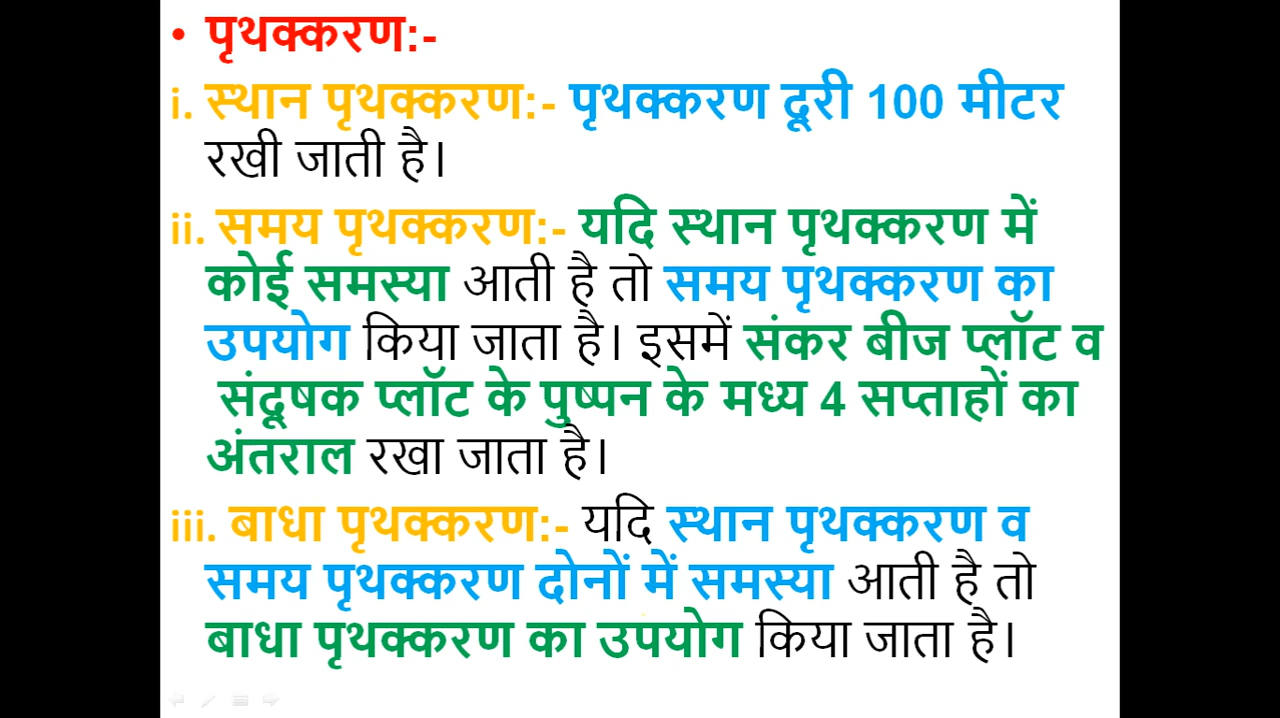 • पृथक्करण:-
i. स्थान पृथक्करण:- पृथक्करण दूरी 100 मीटर
रखी जाती है।
ii. समय पृथक्करण:- यदि स्थान पृथक्करण में
कोई समस्या आती है तो समय पृथक्करण का
उपयोग किया जाता है। इसमें संकर बीज प्लॉट व
संदूषक प्लॉट के पुष्पन के मध्य 4 सप्ताहों का
अंतराल रखा जाता है।
iii. बाधा पृथक्करण:- यदि स्थान पृथक्करण व
समय पृथक्करण दोनों में समस्या आती है तो
बाधा पृथक्करण का उपयोग किया जाता है।